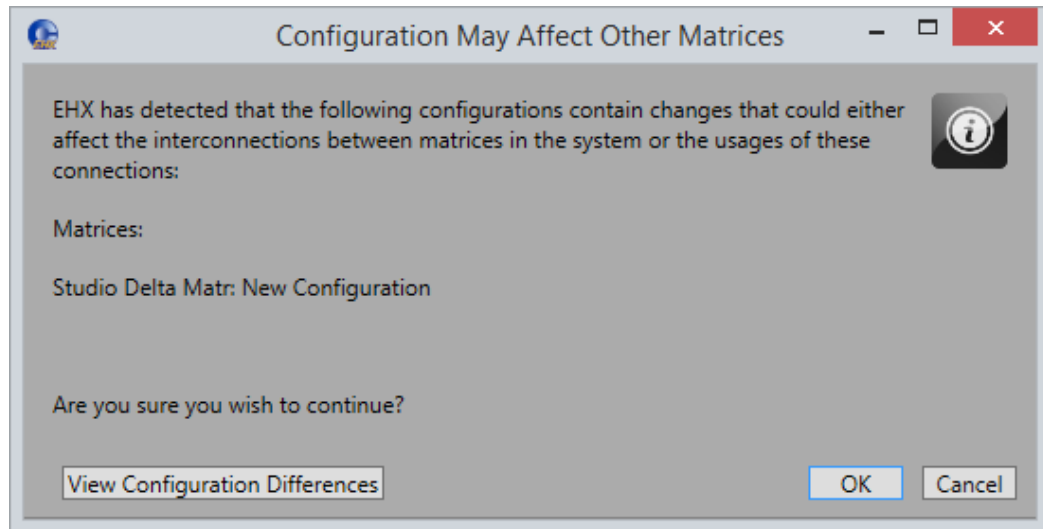 Configuration May Affect Other Matrices
EHX has detected that the following configurations contain changes that could either
affect the interconnections between matrices in the system or the usages of these
connections:
Matrices:
Studio Delta Matr: New Configuration
Are you sure you wish to continue?
View Configuration Differences
OK
Cancel